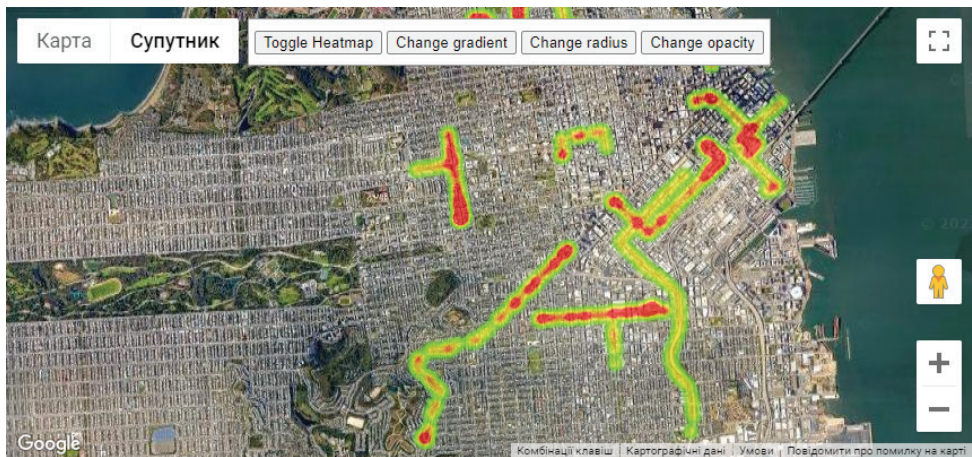 Карта Супутник Toggle Heatmap Change gradient Change radius Change opacity
© 202
Google
Комбінації клавіш Картографічні дані Умови Повідомити про помилку на карті